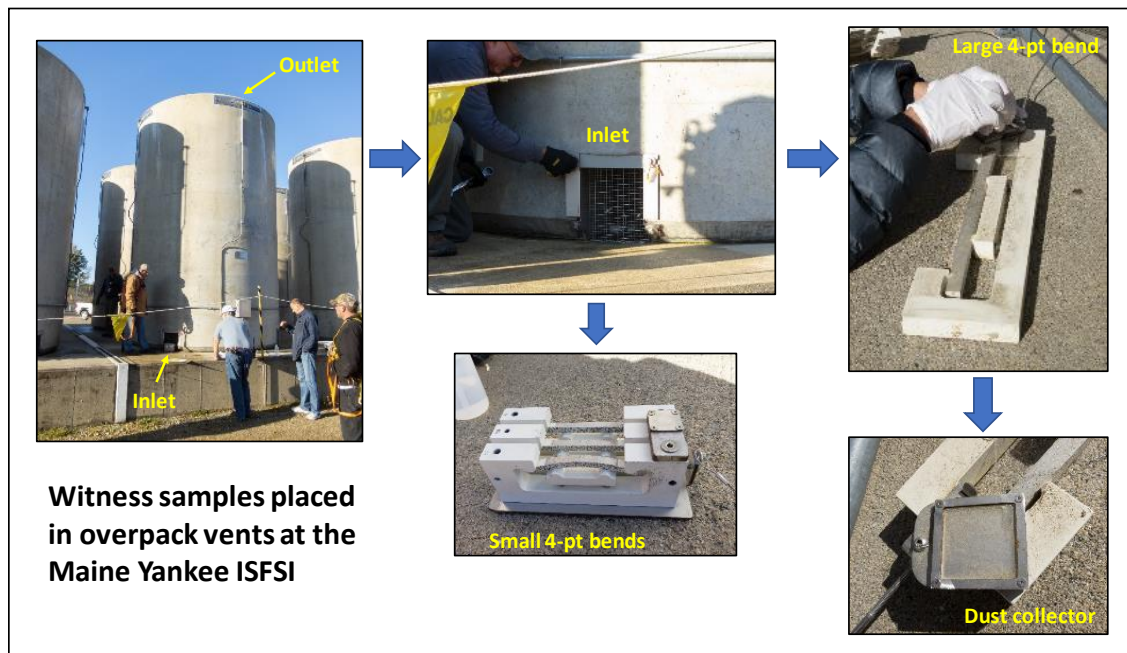 Outlet
Inlet
Inlet
Large 4-pt bend
Small 4-pt bends
Dust collector
Witness samples placed
in overpack vents at the
Maine Yankee ISFSI